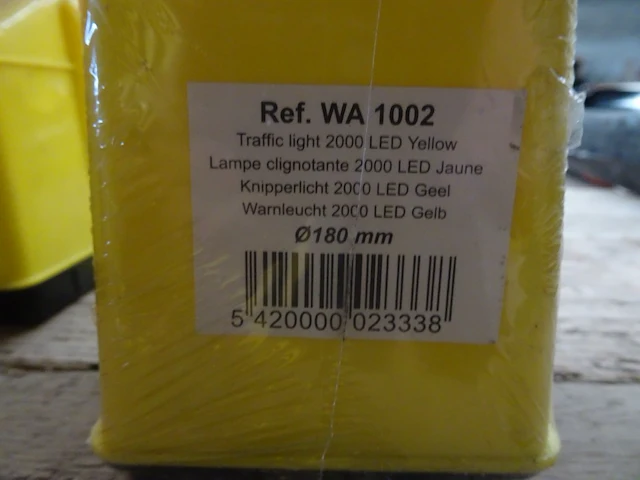 Ref. WA 1002
Traffic light 2000 LED Yellow
Lampe clignotante 2000 LED Jaune
Knipperlicht 2000 LED Geel
Warnleucht 2000 LED Gelb
Ø180 mm
5 420000 023338